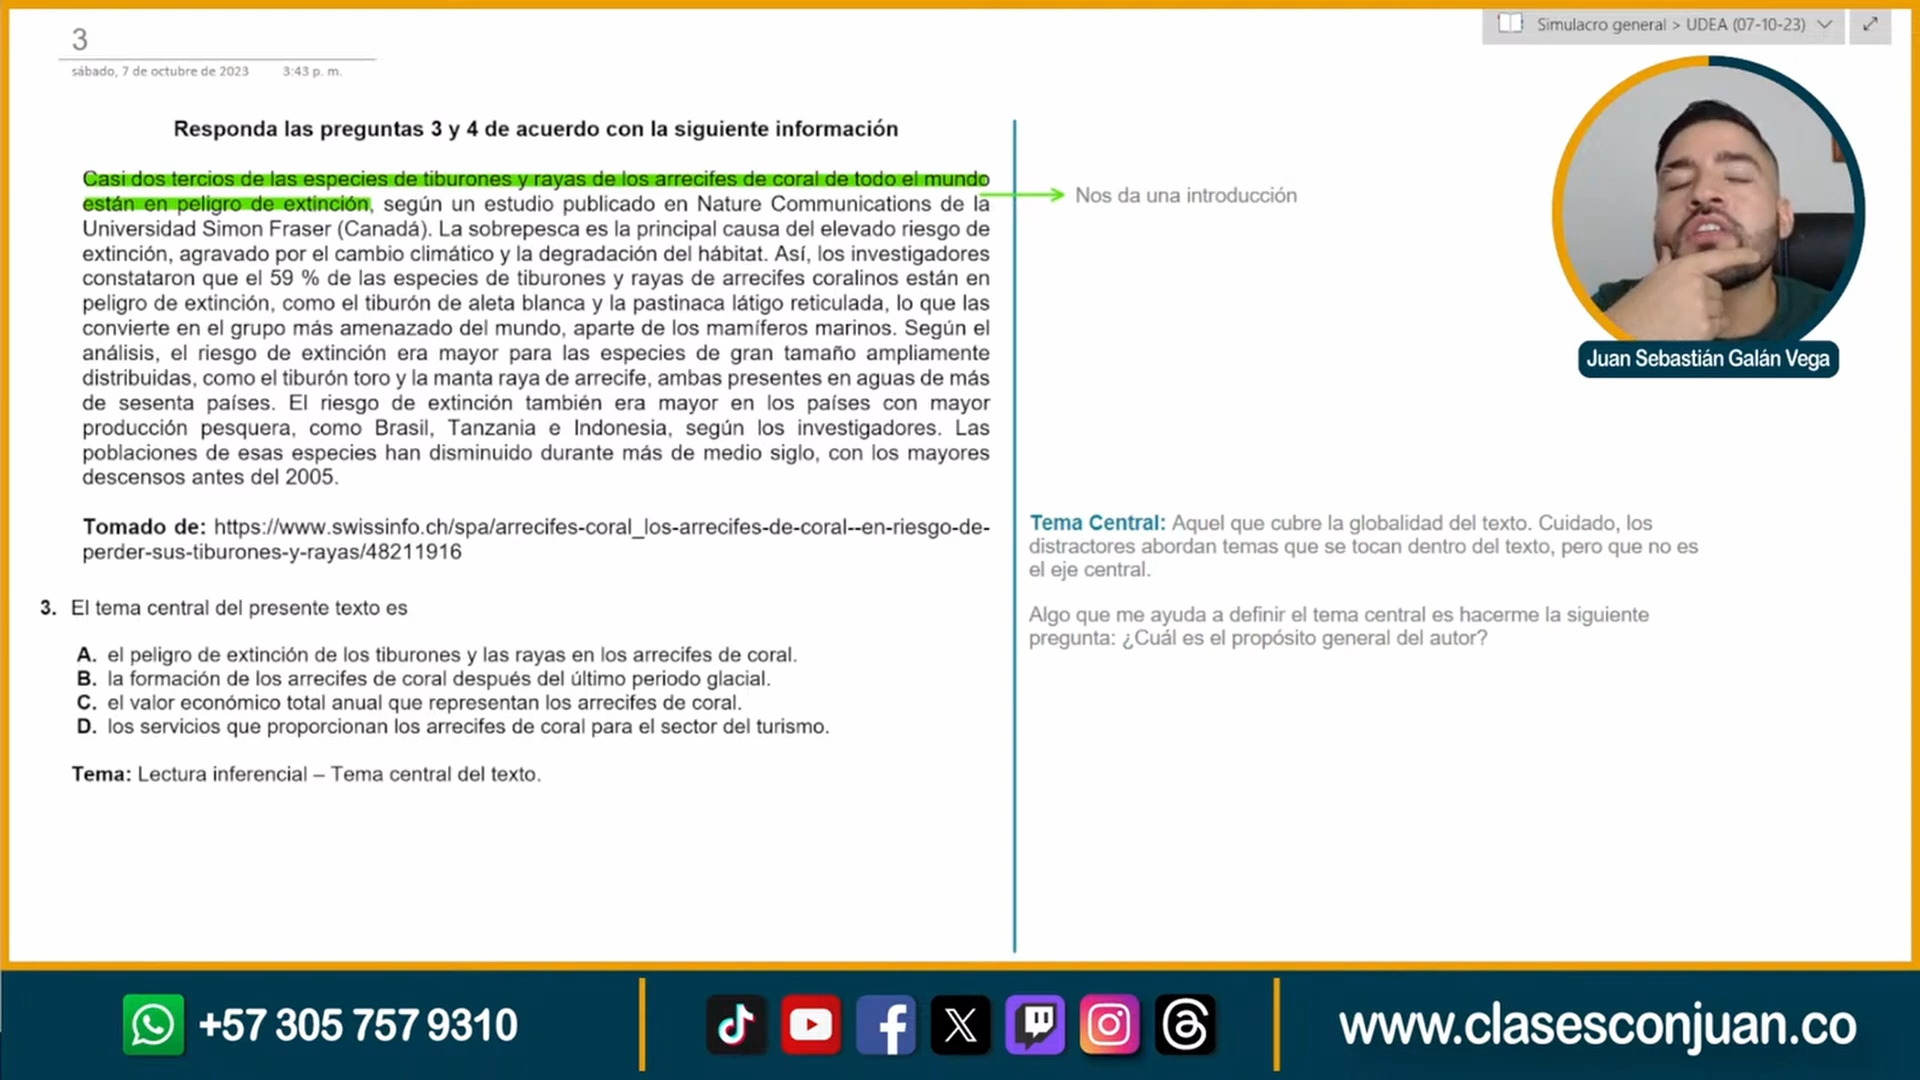 3
sábado, 7 de octubre de 2023 3:43 p. m.
Simulacro general > UDEA (07-10-23)
Responda las preguntas 3 y 4 de acuerdo con la siguiente información
Casi dos tercios de las especies de tiburones y rayas de los arrecifes de coral de todo el mundo
están en peligro de extinción, según un estudio publicado en Nature Communications de la
Universidad Simon Fraser (Canadá). La sobrepesca es la principal causa del elevado riesgo de
extinción, agravado por el cambio climático y la degradación del hábitat. Así, los investigadores
constataron que el 59 % de las especies de tiburones y rayas de arrecifes coralinos están en
peligro de extinción, como el tiburón de aleta blanca y la pastinaca látigo reticulada, lo que las
convierte en el grupo más amenazado del mundo, aparte de los mamíferos marinos. Según el
análisis, el riesgo de extinción era mayor para las especies de gran tamaño ampliamente
distribuidas, como el tiburón toro y la manta raya de arrecife, ambas presentes en aguas de más
de sesenta países. El riesgo de extinción también era mayor en los países con mayor
producción pesquera, como Brasil, Tanzania e Indonesia, según los investigadores. Las
poblaciones de esas especies han disminuido durante más de medio siglo, con los mayores
descensos antes del 2005.
Tomado de: https://www.swissinfo.ch/spa/arrecifes-coral_los-arrecifes-de-coral--en-riesgo-de-
perder-sus-tiburones-y-rayas/48211916
3. El tema central del presente texto es
A. el peligro de extinción de los tiburones y las rayas en los arrecifes de coral.
B. la formación de los arrecifes de coral después del último periodo glacial.
C. el valor económico total anual que representan los arrecifes de coral.
D. los servicios que proporcionan los arrecifes de coral para el sector del turismo.
Tema: Lectura inferencial – Tema central del texto.
Nos da una introducción
Tema Central: Aquel que cubre la globalidad del texto. Cuidado, los
distractores abordan temas que se tocan dentro del texto, pero que no es
el eje central.
Algo que me ayuda a definir el tema central es hacerme la siguiente
pregunta: ¿Cuál es el propósito general del autor?
Juan Sebastián Galán Vega
+57 305 757 9310
www.clasesconjuan.co